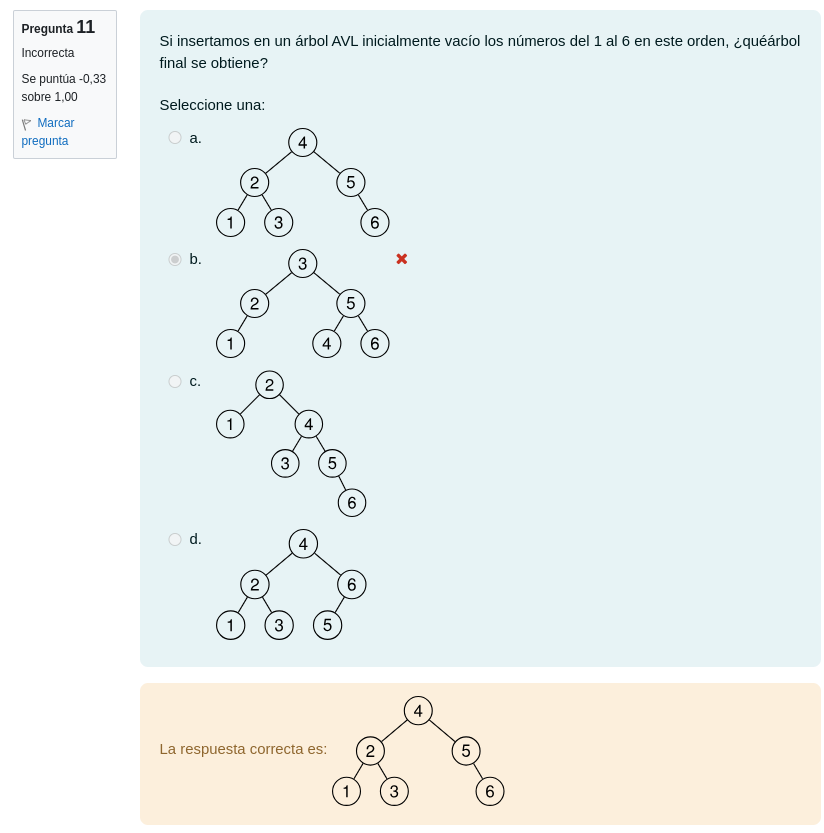 Pregunta 11
Incorrecta
Se puntúa -0,33
sobre 1,00
Marcar
pregunta
Si insertamos en un árbol AVL inicialmente vacío los números del 1 al 6 en este orden, ¿quéárbol
final se obtiene?
Seleccione una:
a.
4
2 5
1 3 6
b.
3
2 5
1 4 6
c.
2
1 4
3 5
6
d.
4
2 6
1 3 5
La respuesta correcta es:
4
2 5
1 3 6